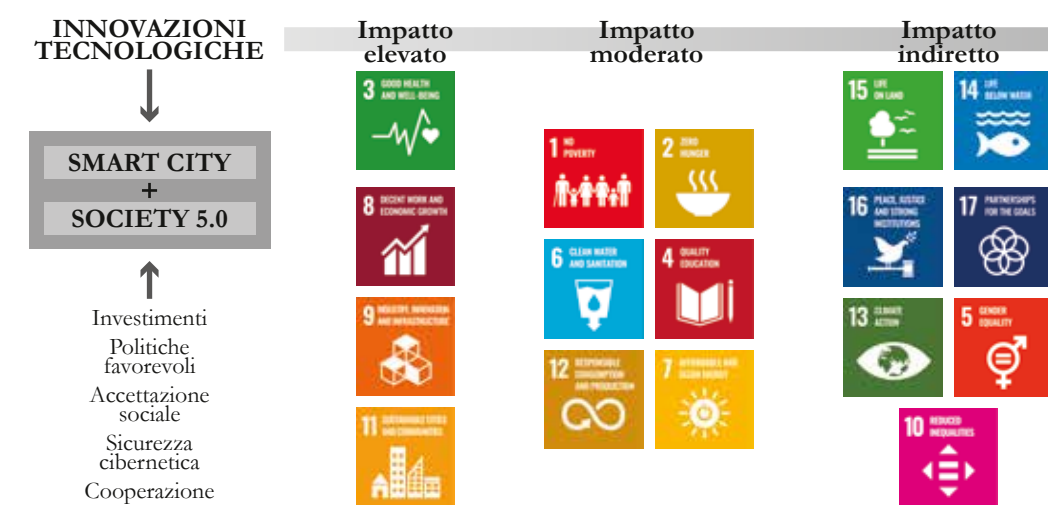 INNOVAZIONI
TECNOLOGICHE
SMART CITY
+
SOCIETY 5.0
Investimenti
Politiche
favorevoli
Accettazione
sociale
Sicurezza
cibernetica
Cooperazione
Impatto
elevato
3 GOOD HEALTH
AND WELL-BEING
8 DECENT WORK AND
ECONOMIC GROWTH
9 INDUSTRY, INNOVATION
AND INFRASTRUCTURE
11 SUSTAINABLE CITIES
AND COMMUNITIES
Impatto
moderato
1 NO
POVERTY
2 ZERO
HUNGER
6 CLEAN WATER
AND SANITATION
4 QUALITY
EDUCATION
12 RESPONSIBLE
CONSUMPTION
AND PRODUCTION
7 AFFORDABLE AND
CLEAN ENERGY
Impatto
indiretto
15 LIFE
ON LAND
14 LIFE
BELOW WATER
16 PEACE, JUSTICE
AND STRONG
INSTITUTIONS
17 PARTNERSHIPS
FOR THE GOALS
13 CLIMATE
ACTION
5 GENDER
EQUALITY
10 REDUCED
INEQUALITIES